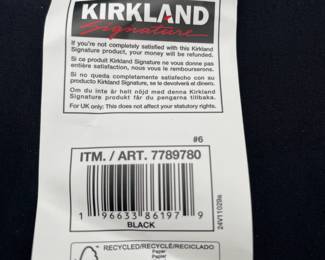 KIRKLAND
Signature
If you're not completely satisfied with this Kirkland
Signature product, your money will be refunded.
Si ce produit Kirkland Signature ne vous donne pas
entière satisfaction, nous vous le rembourserons.
Si no queda completamente satisfecho con su
producto Kirkland Signature, se le devolverá el dinero.
Om du inte är helt nöjd med denna Kirkland
Signature produkt får du pengarna tillbaka.
For UK only: This does not affect your statutory rights.
#6
ITM. / ART. 7789780
1 96633 86197 9
BLACK
24V11029a
RECYCLED/RECYCLÉ/RECICLADO
Paper
Papier